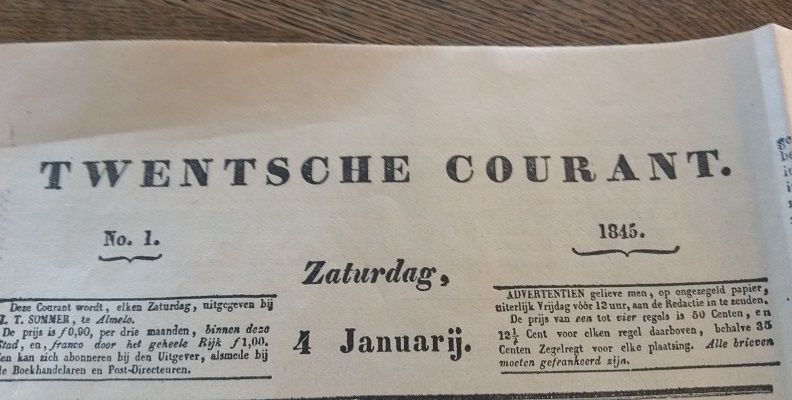 TWENTSCHE COURANT.
No. 1.
1845.
Zaturdag,
4 Januarij.
Deze Courant wordt, elken Zaturdag, uitgegeven bij
T. SOMMER, te Almelo.
De prijs is f 0,90, per drie maanden, binnen deze
Stad, en, franco door het geheele Rijk f 1,00.
Men kan zich abonneren bij den Uitgever, alsmede bij
de Boekhandelaren en Post-Directeuren.
ADVERTENTIEN gelieve men, op ongezegeld papier,
uiterlijk Vrijdag vóór 12 uur, aan de Redactie in te zenden.
De prijs van een tot vier regels is 50 Centen, en
12½ Cent voor elken regel daarboven, behalve 35
Centen Zegelregt voor elke plaatsing. Alle brieven
moeten gefrankeerd zijn.